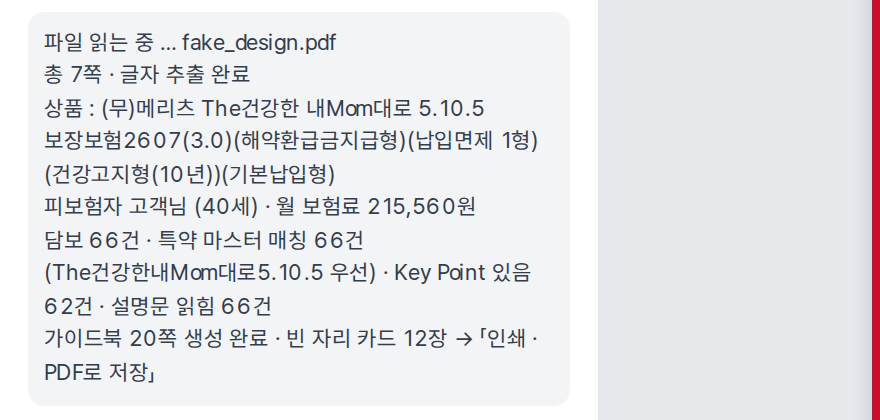 파일 읽는 중 … fake_design.pdf
총 7쪽 · 글자 추출 완료
상품 : (무)메리츠 The건강한 내Mom대로 5.10.5
보장보험2607(3.0)(해약환급금지급형)(납입면제 1형)
(건강고지형(10년))(기본납입형)
피보험자 고객님 (40세) · 월 보험료 215,560원
담보 66건 · 특약 마스터 매칭 66건
(The건강한내Mom대로5.10.5 우선) · Key Point 있음
62건 · 설명문 읽힘 66건
가이드북 20쪽 생성 완료 · 빈 자리 카드 12장 → 「인쇄 ·
PDF로 저장」